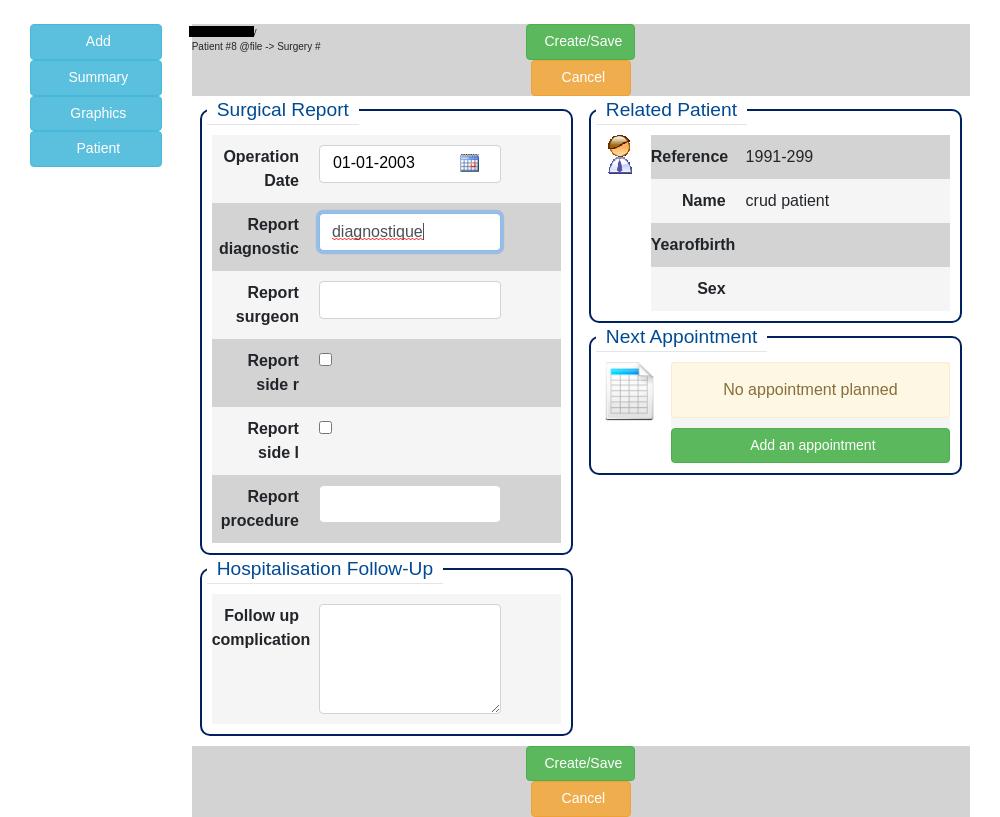 Add
Summary
Graphics
Patient
Patient #8 @file -> Surgery #
Create/Save
Cancel
Surgical Report
Operation
Date
01-01-2003
Report
diagnostic
diagnostique
Report
surgeon
Report
side r
Report
side l
Report
procedure
Hospitalisation Follow-Up
Follow up
complication
Related Patient
Reference 1991-299
Name crud patient
Yearofbirth
Sex
Next Appointment
No appointment planned
Add an appointment
Create/Save
Cancel